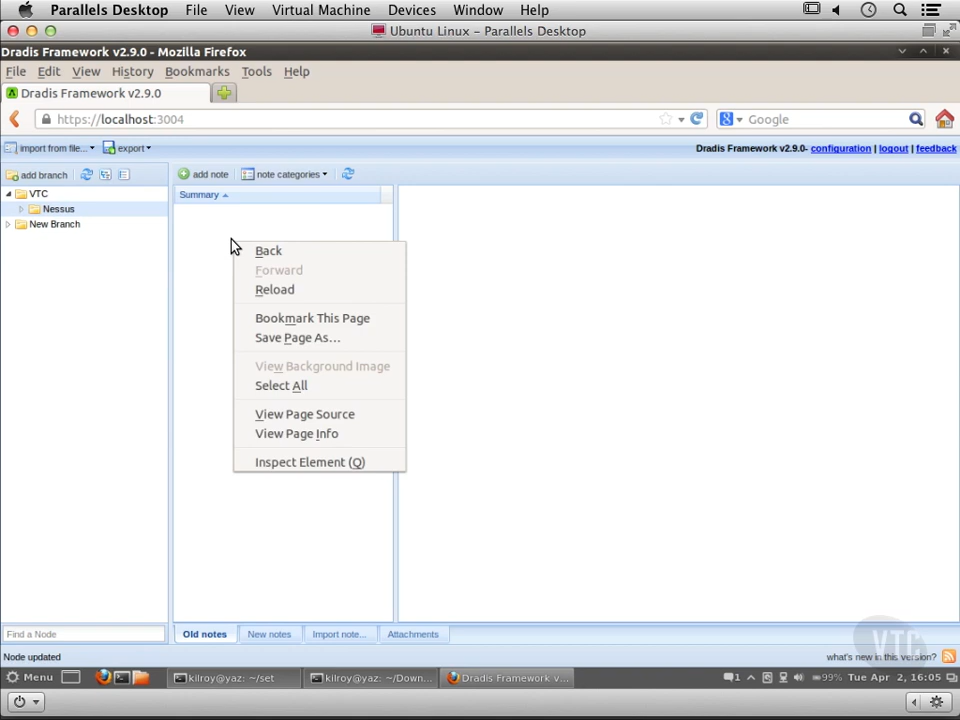 Parallels Desktop File View Virtual Machine Devices Window Help
Ubuntu Linux – Parallels Desktop
Dradis Framework v2.9.0 - Mozilla Firefox
File Edit View History Bookmarks Tools Help
Dradis Framework v2.9.0
https://localhost:3004
Google
import from file... export
Dradis Framework v2.9.0- configuration | logout | feedback
add branch
add note note categories
VTC
Nessus
New Branch
Summary
Back
Forward
Reload
Bookmark This Page
Save Page As...
View Background Image
Select All
View Page Source
View Page Info
Inspect Element (Q)
Find a Node
Old notes New notes Import note... Attachments
Node updated
what's new in this version?
VTC
Menu kilroy@yaz: ~/set kilroy@yaz: ~/Down... Dradis Framework v... 1 99% Tue Apr 2, 16:05